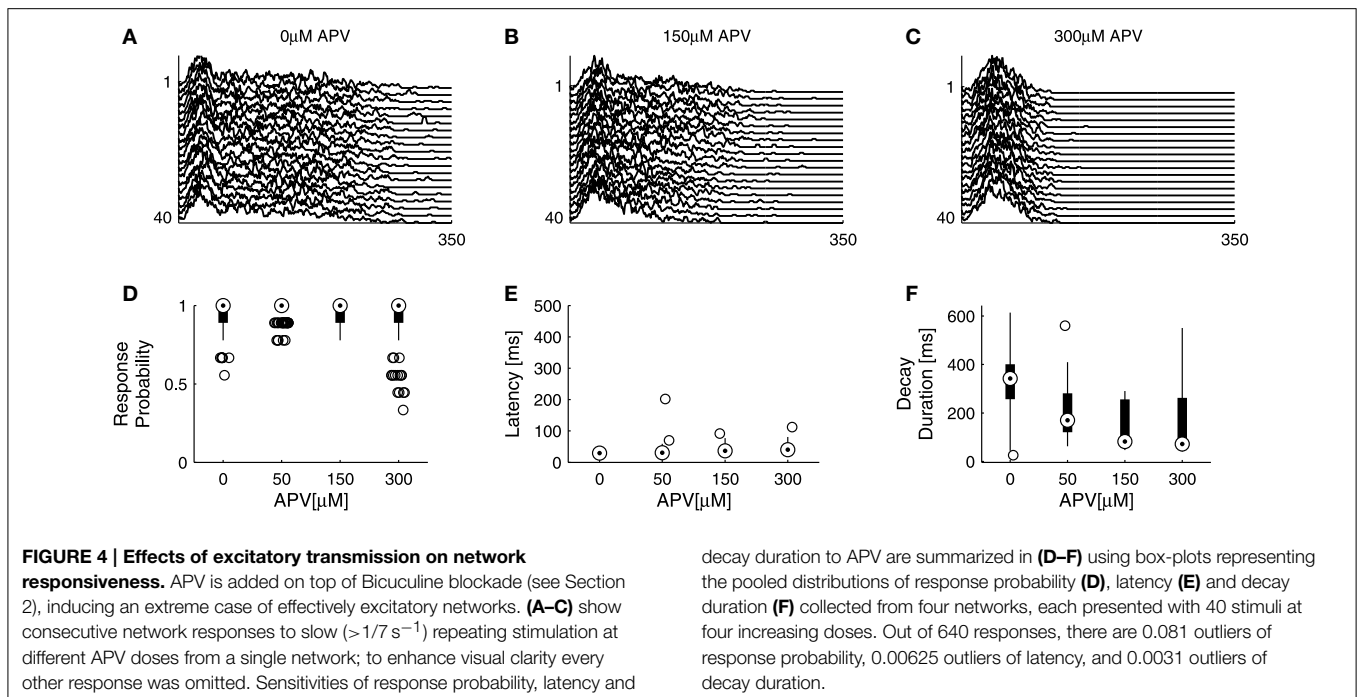 A
0µM APV
1
40
350
B
150µM APV
1
40
350
C
300µM APV
1
40
350
D
Response
Probability
1
0.5
0
0
50
150
300
APV[µM]
E
Latency [ms]
500
400
300
200
100
0
0
50
150
300
APV[µM]
F
Decay
Duration [ms]
600
400
200
0
0
50
150
300
APV[µM]
FIGURE 4 | Effects of excitatory transmission on network
responsiveness. APV is added on top of Bicuculine blockade (see Section
2), inducing an extreme case of effectively excitatory networks. (A–C) show
consecutive network responses to slow (>1/7 s−1) repeating stimulation at
different APV doses from a single network; to enhance visual clarity every
other response was omitted. Sensitivities of response probability, latency and
decay duration to APV are summarized in (D–F) using box-plots representing
the pooled distributions of response probability (D), latency (E) and decay
duration (F) collected from four networks, each presented with 40 stimuli at
four increasing doses. Out of 640 responses, there are 0.081 outliers of
response probability, 0.00625 outliers of latency, and 0.0031 outliers of
decay duration.